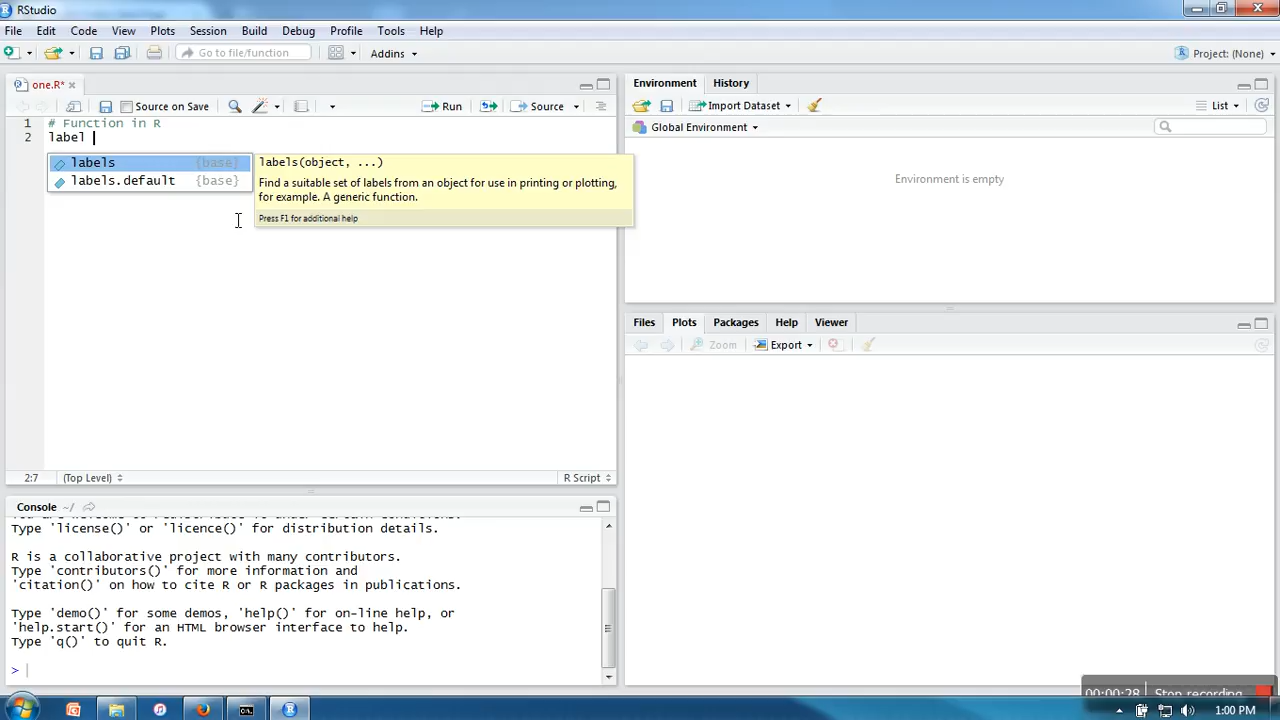 RStudio
File Edit Code View Plots Session Build Debug Profile Tools Help
Go to file/function Addins Project: (None)
one.R*
Source on Save Run Source
1 # Function in R
2 label
labels {base}
labels.default {base}
labels(object, ...)
Find a suitable set of labels from an object for use in printing or plotting,
for example. A generic function.
Press F1 for additional help
2:7 (Top Level) R Script
Console ~/
Type 'license()' or 'licence()' for distribution details.
R is a collaborative project with many contributors.
Type 'contributors()' for more information and
'citation()' on how to cite R or R packages in publications.
Type 'demo()' for some demos, 'help()' for on-line help, or
'help.start()' for an HTML browser interface to help.
Type 'q()' to quit R.
>
Environment History
Import Dataset List
Global Environment
Environment is empty
Files Plots Packages Help Viewer
Zoom Export
00:00:28 Stop recording
1:00 PM